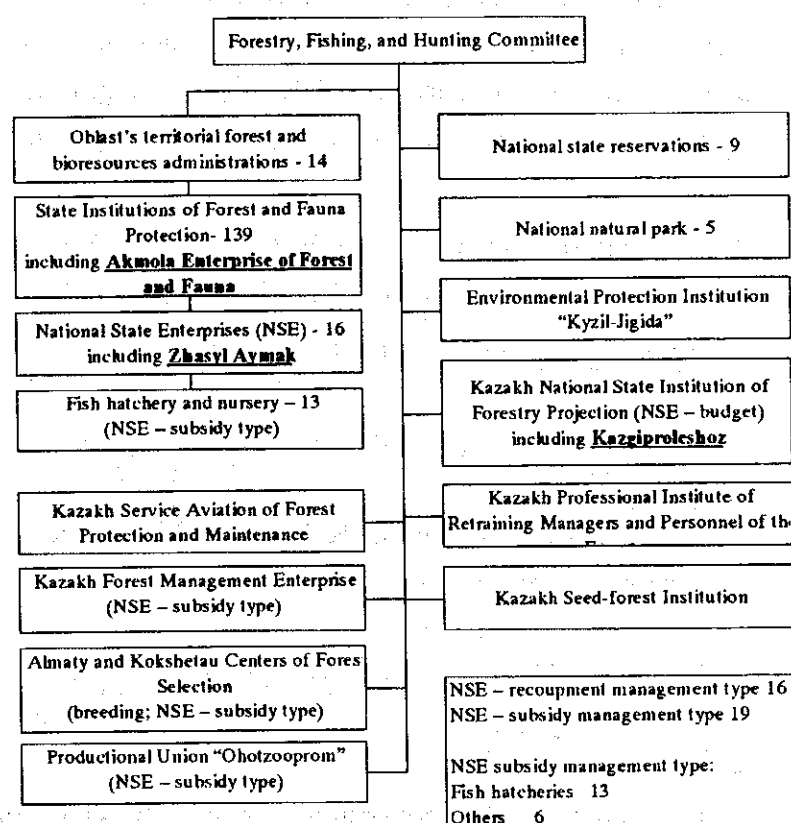 Forestry, Fishing, and Hunting Committee
Oblast's territorial forest and
bioresources administrations - 14
State Institutions of Forest and Fauna
Protection- 139
including Akmola Enterprise of Forest
and Fauna
National State Enterprises (NSE) - 16
including Zhasyl Aymak
Fish hatchery and nursery – 13
(NSE – subsidy type)
Kazakh Service Aviation of Forest
Protection and Maintenance
Kazakh Forest Management Enterprise
(NSE – subsidy type)
Almaty and Kokshetau Centers of Fores
Selection
(breeding; NSE – subsidy type)
Productional Union “Ohotzooprom”
(NSE – subsidy type)
National state reservations - 9
National natural park - 5
Environmental Protection Institution
“Kyzil-Jigida”
Kazakh National State Institution of
Forestry Projection (NSE – budget)
including Kazgiproleshoz
Kazakh Professional Institute of
Retraining Managers and Personnel of the
Kazakh Seed-forest Institution
NSE – recoupment management type 16
NSE – subsidy management type 19
NSE subsidy management type:
Fish hatcheries 13
Others 6